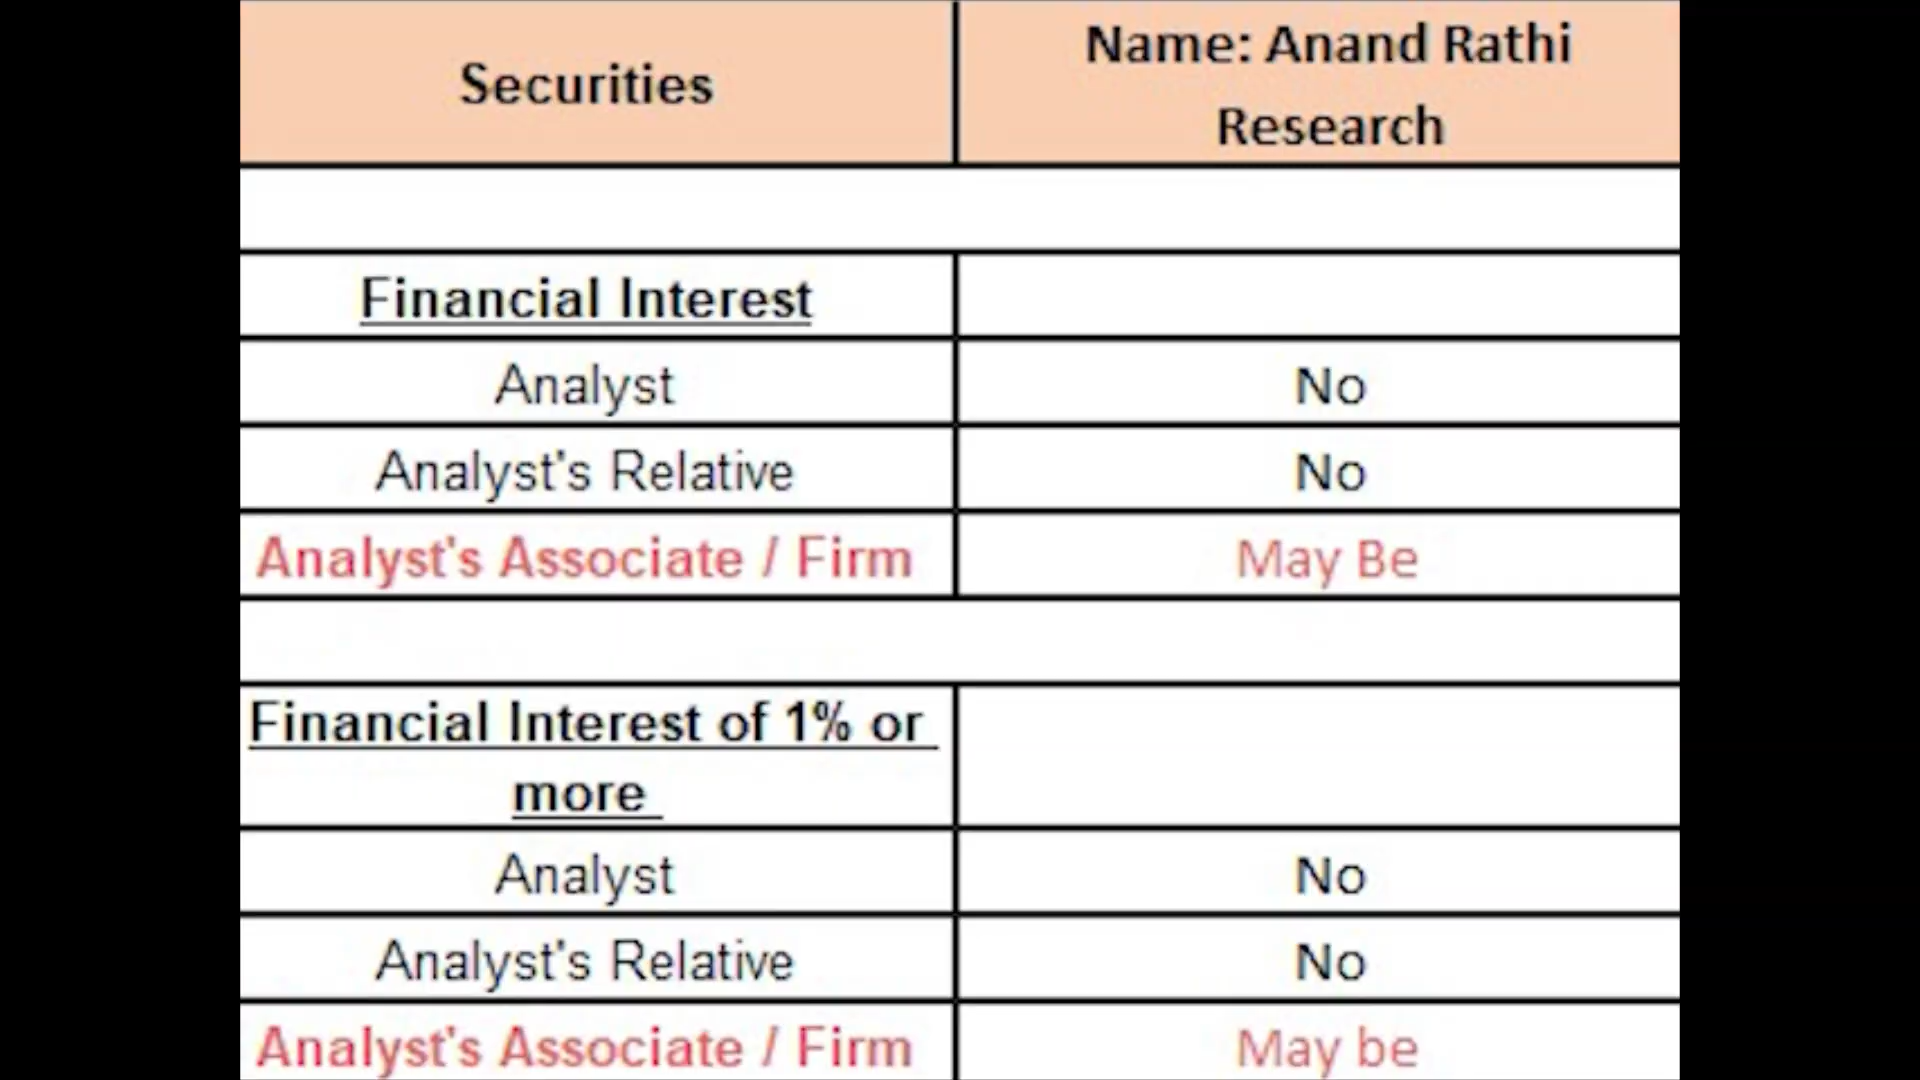 Securities
Name: Anand Rathi
Research
Financial Interest
Analyst
No
Analyst's Relative
No
Analyst's Associate / Firm
May Be
Financial Interest of 1% or
more
Analyst
No
Analyst's Relative
No
Analyst's Associate / Firm
May be